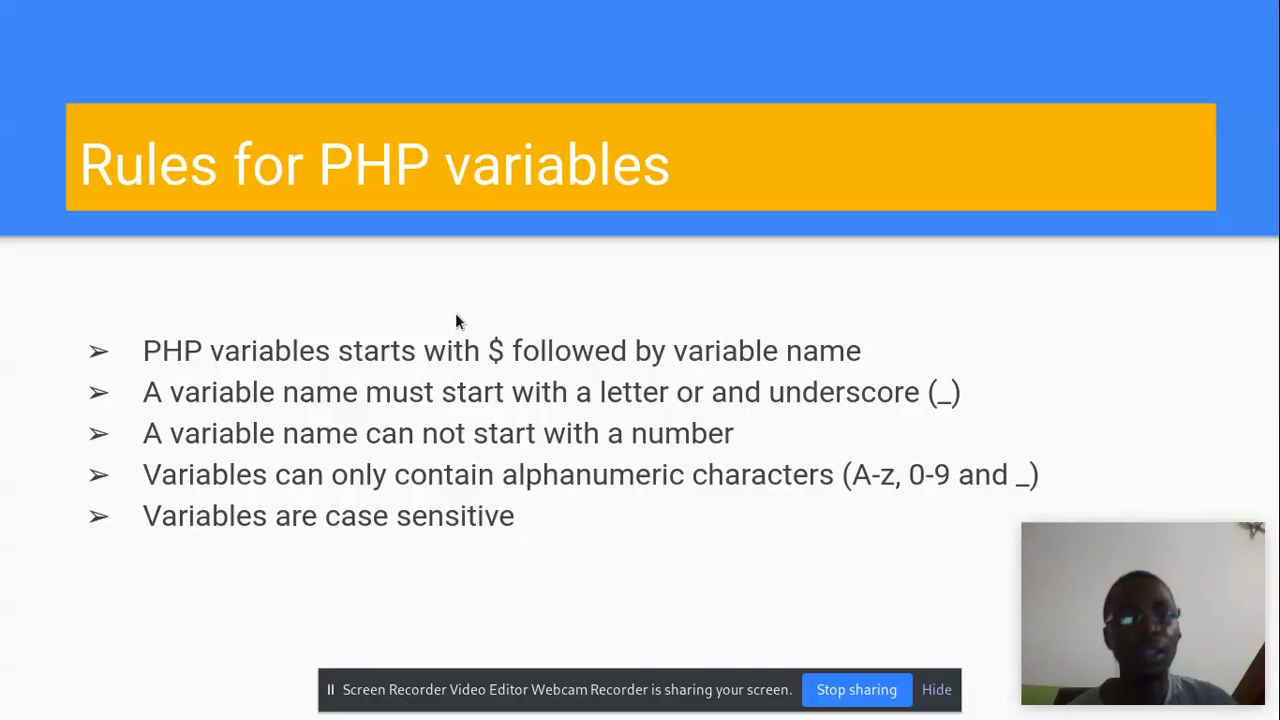 Rules for PHP variables
➢ PHP variables starts with $ followed by variable name
➢ A variable name must start with a letter or and underscore (_)
➢ A variable name can not start with a number
➢ Variables can only contain alphanumeric characters (A-z, 0-9 and _)
➢ Variables are case sensitive
Screen Recorder Video Editor Webcam Recorder is sharing your screen. Stop sharing Hide